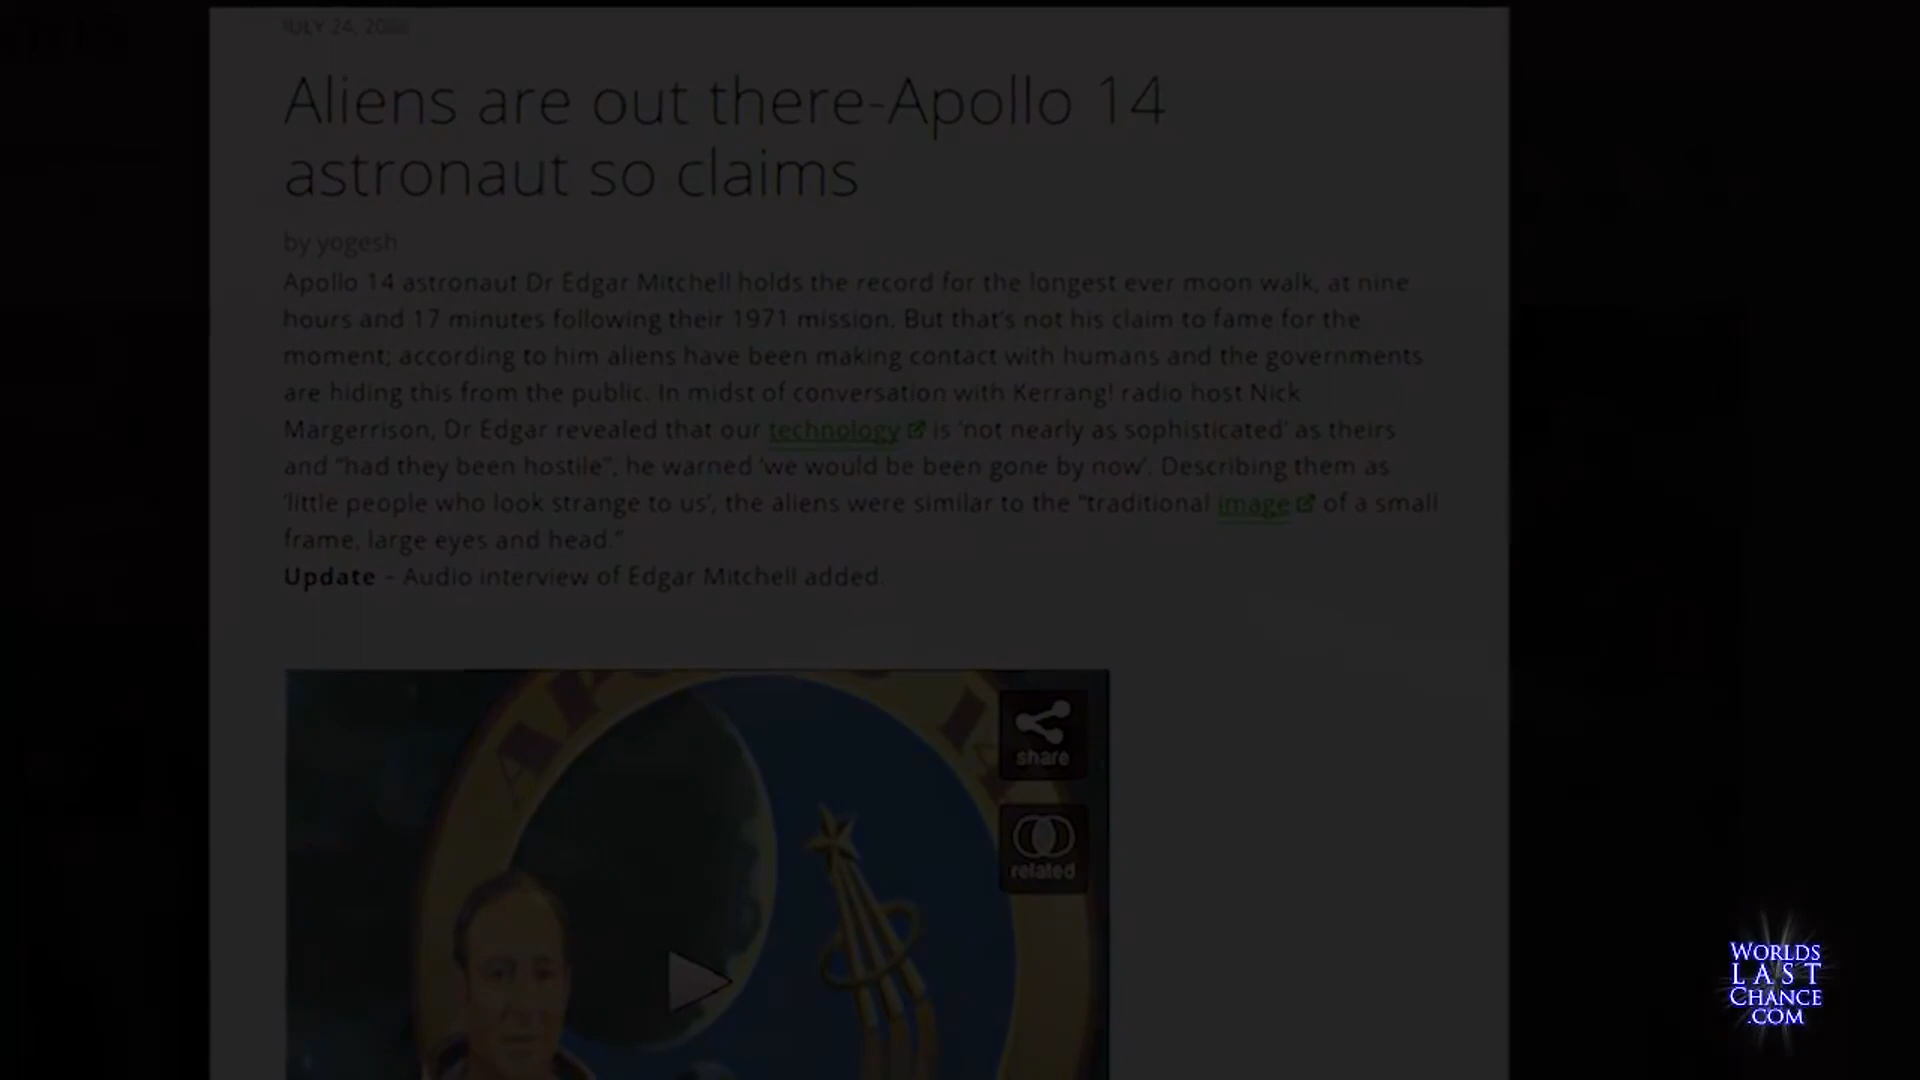 JULY 24, 20
Aliens are out there-Apollo 14
astronaut so claims
by yogesh
Apollo 14 astronaut Dr Edgar Mitchell holds the record for the longest ever moon walk, at nine
hours and 17 minutes following their 1971 mission. But that's not his claim to fame for the
moment; according to him aliens have been making contact with humans and the governments
are hiding this from the public. In midst of conversation with Kerrang! radio host Nick
Margerrison, Dr Edgar revealed that our technology is 'not nearly as sophisticated' as theirs
and "had they been hostile", he warned 'we would be been gone by now'. Describing them as
'little people who look strange to us', the aliens were similar to the "traditional image of a small
frame, large eyes and head."
Update – Audio interview of Edgar Mitchell added.
share
related
WORLDS
LAST
CHANCE
.COM